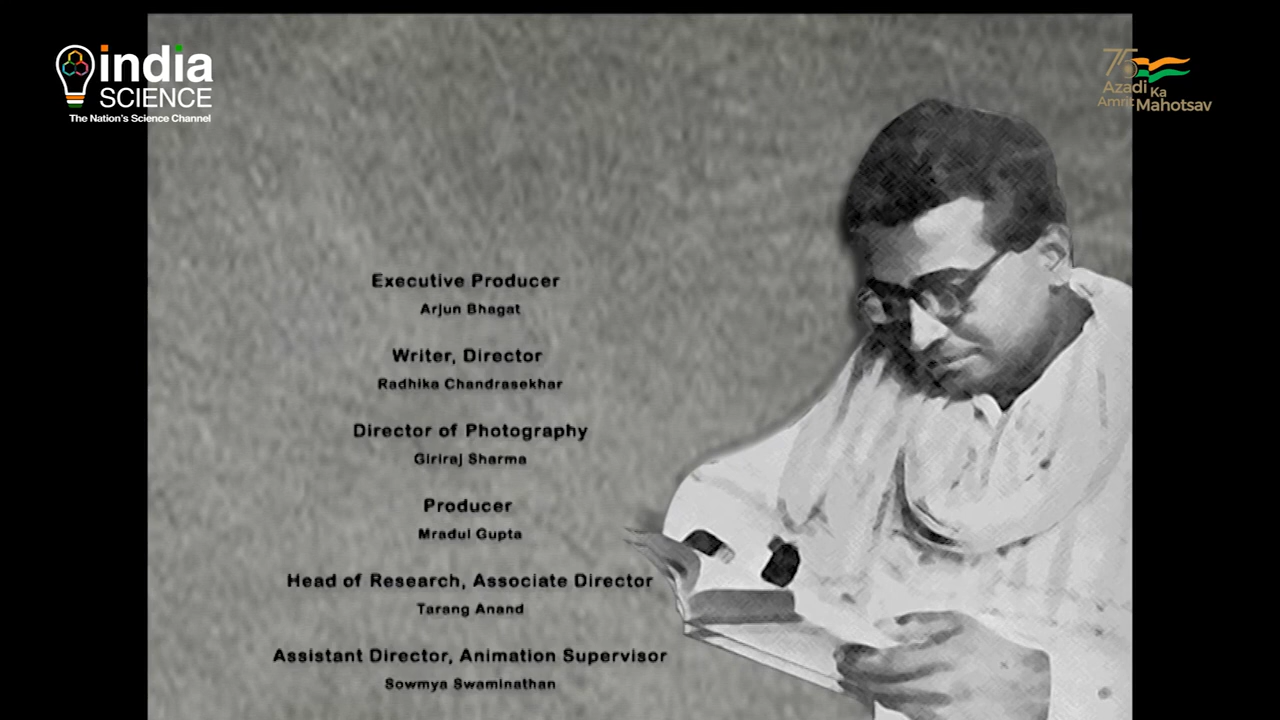 india
SCIENCE
The Nation's Science Channel
75
Azadi Ka
Amrit Mahotsav
Executive Producer
Arjun Bhagat
Writer, Director
Radhika Chandrasekhar
Director of Photography
Giriraj Sharma
Producer
Mradul Gupta
Head of Research, Associate Director
Tarang Anand
Assistant Director, Animation Supervisor
Sowmya Swaminathan